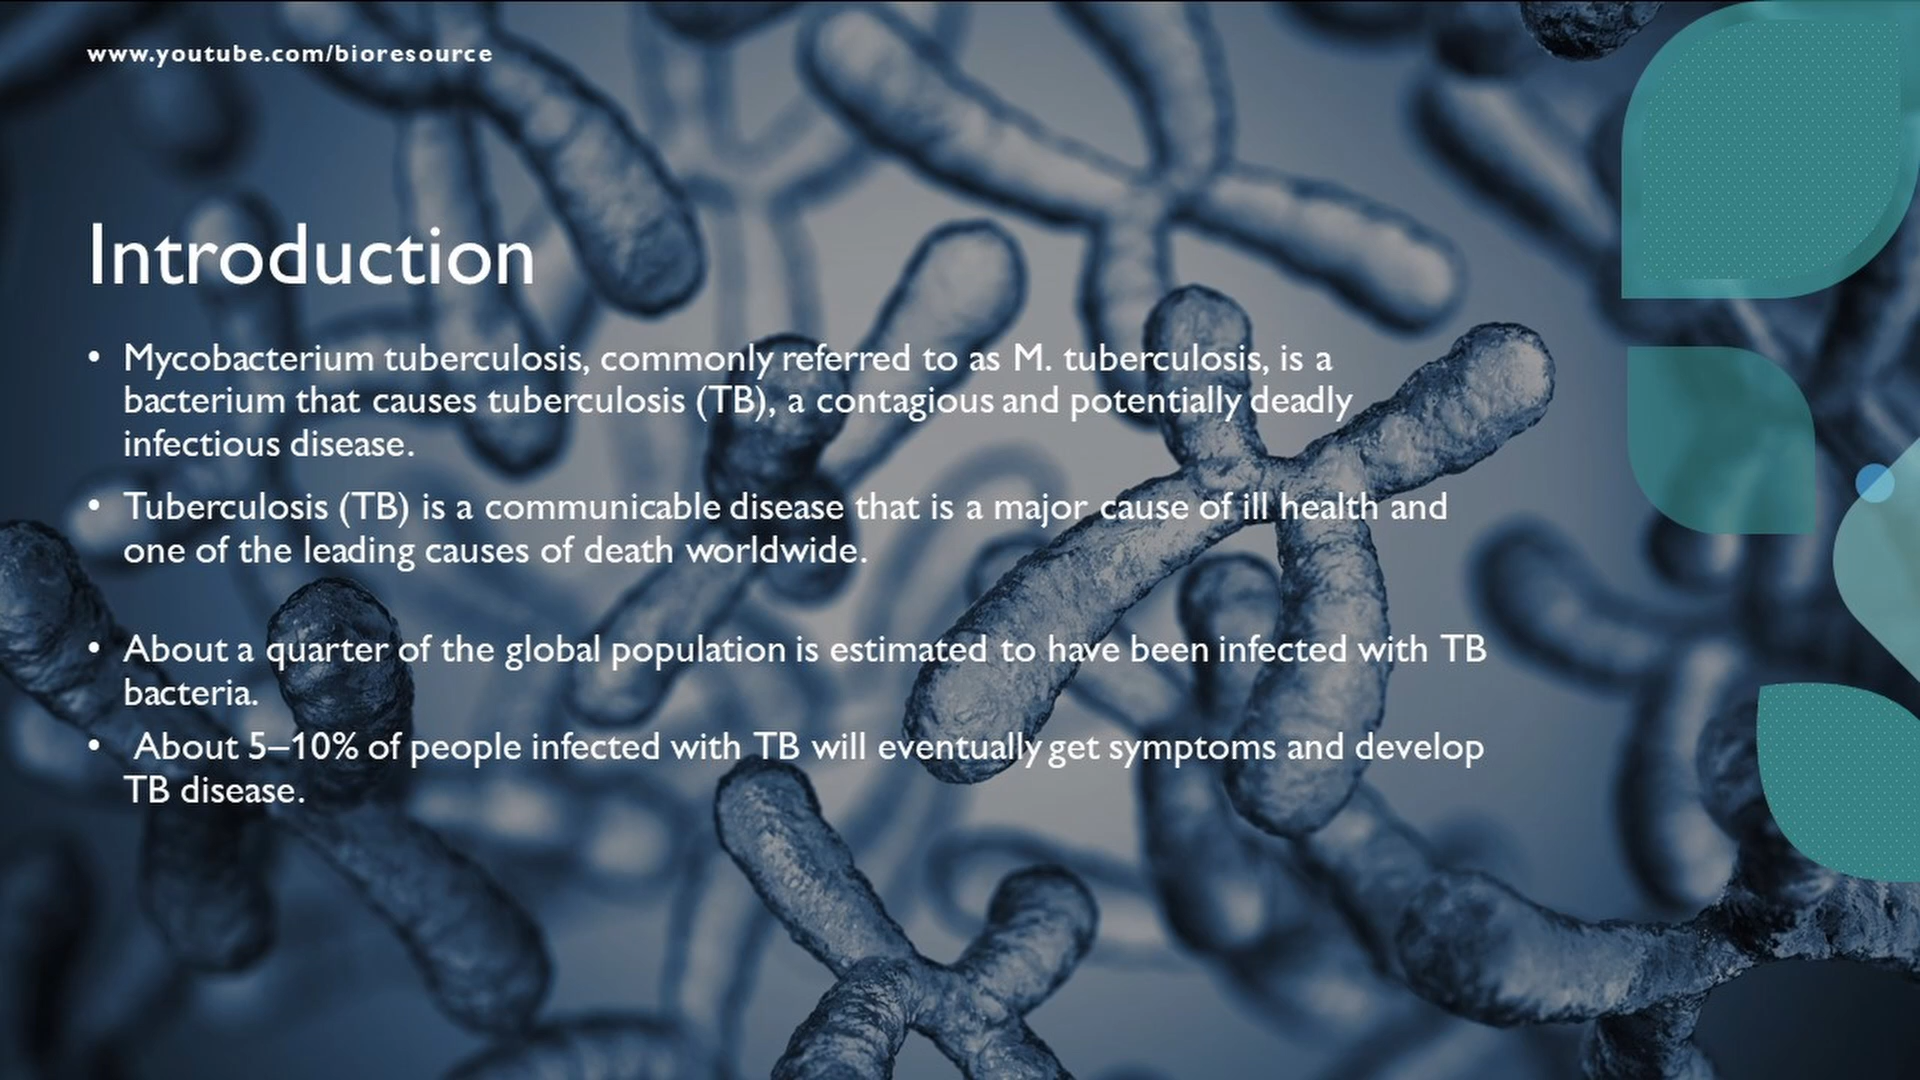 www.youtube.com/bioresource
Introduction
• Mycobacterium tuberculosis, commonly referred to as M. tuberculosis, is a
bacterium that causes tuberculosis (TB), a contagious and potentially deadly
infectious disease.
• Tuberculosis (TB) is a communicable disease that is a major cause of ill health and
one of the leading causes of death worldwide.
• About a quarter of the global population is estimated to have been infected with TB
bacteria.
• About 5–10% of people infected with TB will eventually get symptoms and develop
TB disease.